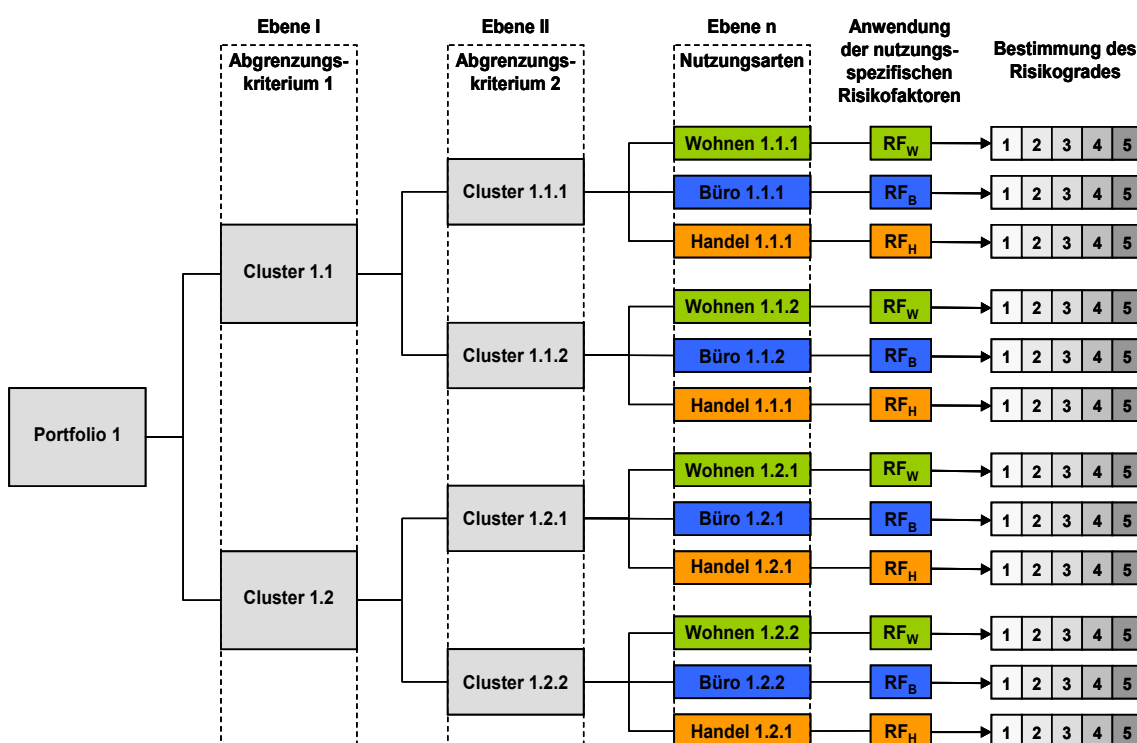 Ebene I
Abgrenzungs-
kriterium 1
Ebene II
Abgrenzungs-
kriterium 2
Ebene n
Nutzungsarten
Anwendung
der nutzungs-
spezifischen
Risikofaktoren
Bestimmung des
Risikogrades
Portfolio 1
Cluster 1.1
Cluster 1.2
Cluster 1.1.1
Cluster 1.1.2
Cluster 1.2.1
Cluster 1.2.2
Wohnen 1.1.1 RFW 1 2 3 4 5
Büro 1.1.1 RFB 1 2 3 4 5
Handel 1.1.1 RFH 1 2 3 4 5
Wohnen 1.1.2 RFW 1 2 3 4 5
Büro 1.1.2 RFB 1 2 3 4 5
Handel 1.1.1 RFH 1 2 3 4 5
Wohnen 1.2.1 RFW 1 2 3 4 5
Büro 1.2.1 RFB 1 2 3 4 5
Handel 1.2.1 RFH 1 2 3 4 5
Wohnen 1.2.2 RFW 1 2 3 4 5
Büro 1.2.2 RFB 1 2 3 4 5
Handel 1.2.1 RFH 1 2 3 4 5